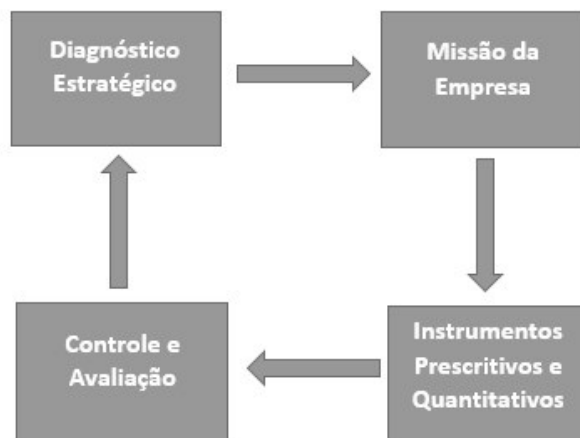 Diagnóstico
Estratégico
Missão da
Empresa
Controle e
Avaliação
Instrumentos
Prescritivos e
Quantitativos